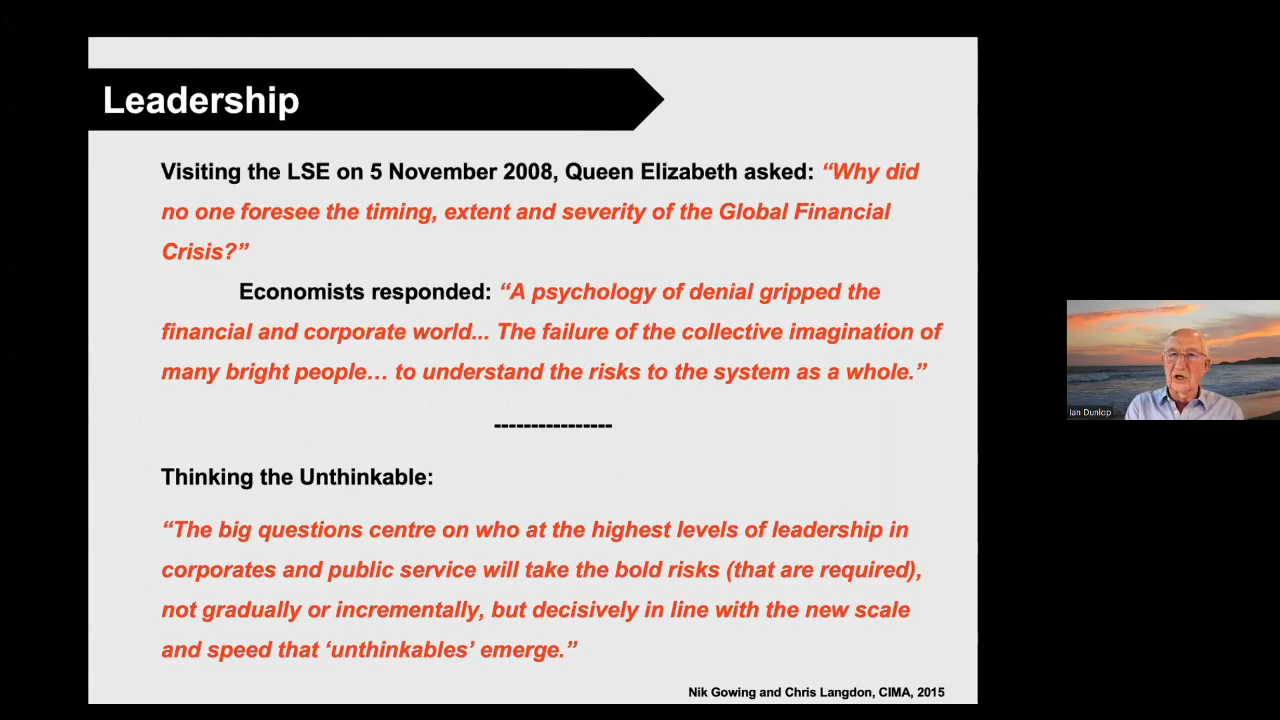 Leadership
Visiting the LSE on 5 November 2008, Queen Elizabeth asked: “Why did
no one foresee the timing, extent and severity of the Global Financial
Crisis?”
Economists responded: “A psychology of denial gripped the
financial and corporate world... The failure of the collective imagination of
many bright people… to understand the risks to the system as a whole.”
----------------
Thinking the Unthinkable:
“The big questions centre on who at the highest levels of leadership in
corporates and public service will take the bold risks (that are required),
not gradually or incrementally, but decisively in line with the new scale
and speed that ‘unthinkables’ emerge.”
Nik Gowing and Chris Langdon, CIMA, 2015
Ian Dunlop